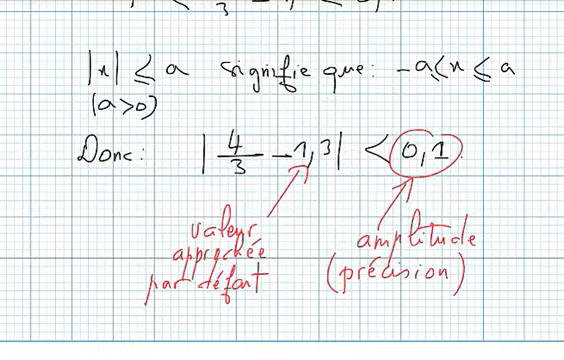 |x| ≤ a signifie que: -a ≤ x ≤ a
(a>0)
Donc: | 4/3 - 1,3 | < 0,1
valeur
approchée
par défaut
amplitude
(précision)